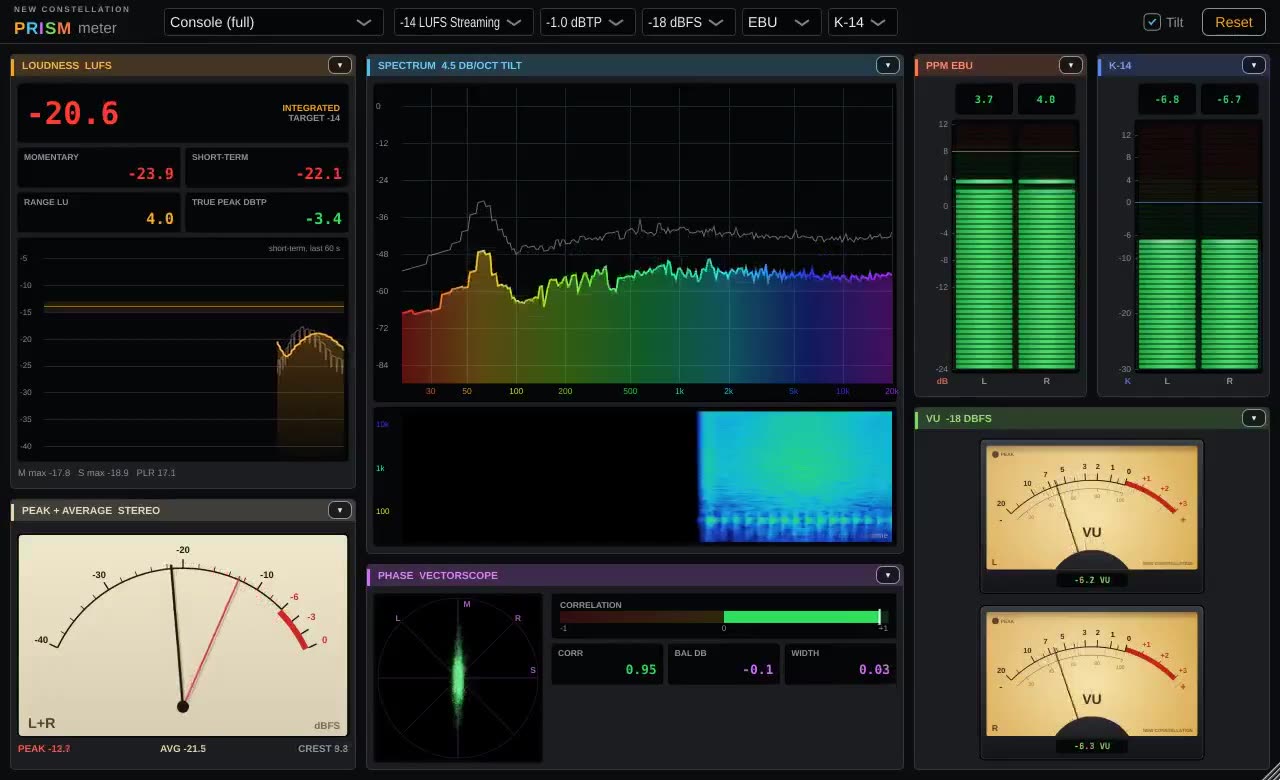 NEW CONSTELLATION
PRISM meter
Console (full)
-14 LUFS Streaming
-1.0 dBTP
-18 dBFS
EBU
K-14
Tilt
Reset
LOUDNESS LUFS
-20.6
INTEGRATED
TARGET -14
MOMENTARY
-23.9
SHORT-TERM
-22.1
RANGE LU
4.0
TRUE PEAK DBTP
-3.4
short-term, last 60 s
-5
-10
-15
-20
-25
-30
-35
-40
M max -17.8 S max -18.9 PLR 17.1
PEAK + AVERAGE STEREO
-40
-30
-20
-10
-6
-3
0
L+R
dBFS
AVG -21.5
SPECTRUM 4.5 DB/OCT TILT
0
-12
-24
-36
-48
-60
-72
-84
30 50 100 200 500 1k 2k 5k 10k 20k
10k
1k
100
PHASE VECTORSCOPE
M
L
R
S
CORRELATION
-1 0 +1
CORR
0.95
BAL DB
-0.1
WIDTH
0.03
PPM EBU
3.7 4.0
12
8
4
0
-4
-8
-12
-24
dB L R
K-14
-6.8 -6.7
12
8
4
0
-6
-10
-20
-30
K L R
VU -18 DBFS
PEAK
20 10 7 5 3 2 1 0 +1 +2 +3
- +
VU
L
NEW CONSTELLATION
-6.2 VU
PEAK
20 10 7 5 3 2 1 0 +1 +2 +3
- +
VU
R
NEW CONSTELLATION
-6.3 VU